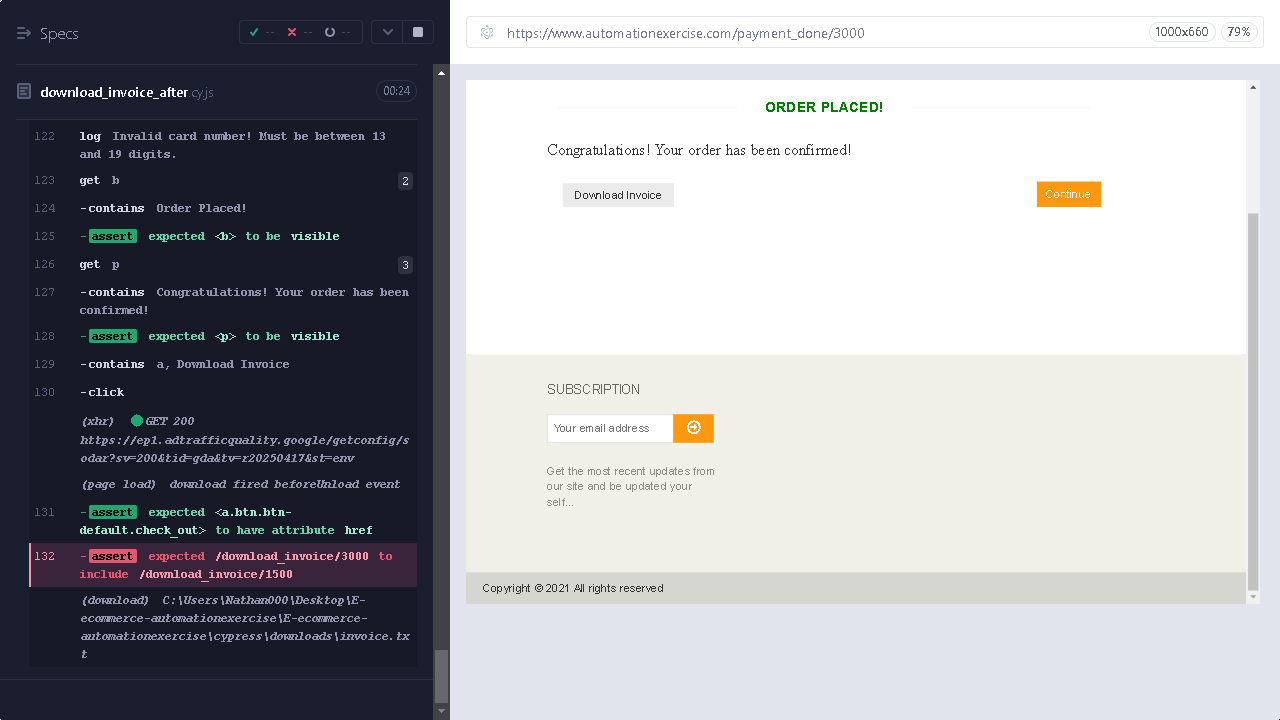 Specs
-- -- --
download_invoice_after.cy.js 00:24
122 log Invalid card number! Must be between 13
and 19 digits.
123 get b 2
124 -contains Order Placed!
125 -assert expected <b> to be visible
126 get p 3
127 -contains Congratulations! Your order has been
confirmed!
128 -assert expected <p> to be visible
129 -contains a, Download Invoice
130 -click
(xhr) GET 200
https://ep1.adtrafficquality.google/getconfig/s
odar?sv=200&tid=gda&tv=r20250417&st=env
(page load) download fired beforeUnload event
131 -assert expected <a.btn.btn-
default.check_out> to have attribute href
132 -assert expected /download_invoice/3000 to
include /download_invoice/1500
(download) C:\Users\Nathan000\Desktop\E-
ecommerce-automationexercise\E-ecommerce-
automationexercise\cypress\downloads\invoice.tx
t
https://www.automationexercise.com/payment_done/3000 1000x660 79%
ORDER PLACED!
Congratulations! Your order has been confirmed!
Download Invoice Continue
SUBSCRIPTION
Your email address
Get the most recent updates from
our site and be updated your
self...
Copyright © 2021 All rights reserved